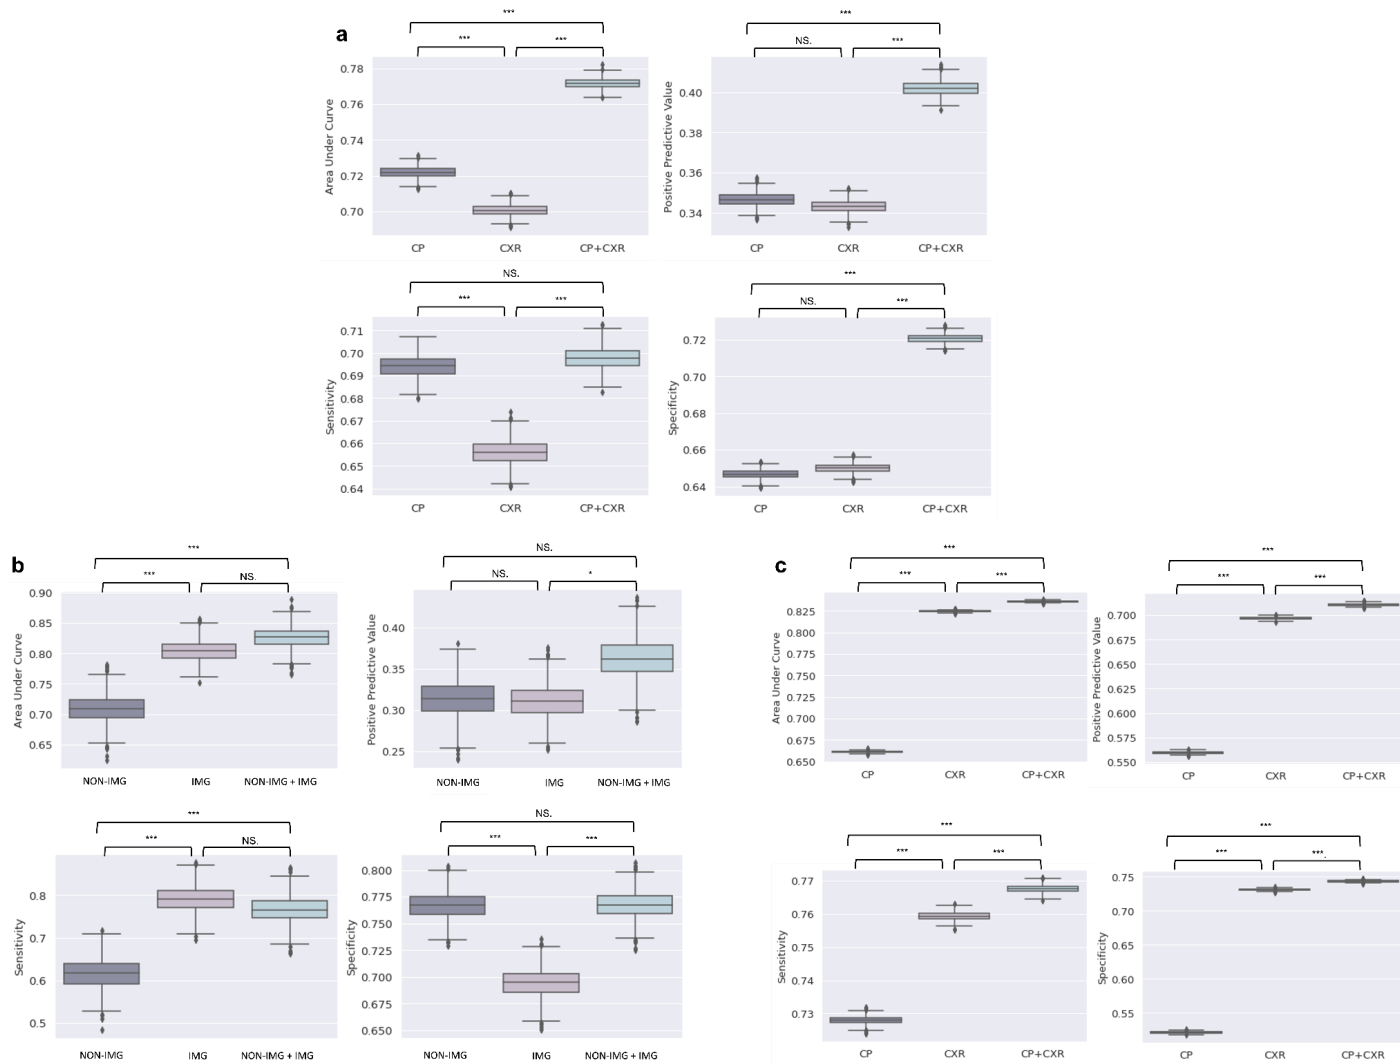 a
***
***
***
Area Under Curve
0.78
0.76
0.74
0.72
0.70
CP
CXR
CP+CXR
***
NS.
***
Positive Predictive Value
0.40
0.38
0.36
0.34
CP
CXR
CP+CXR
NS.
***
***
Sensitivity
0.71
0.70
0.69
0.68
0.67
0.66
0.65
0.64
CP
CXR
CP+CXR
***
NS.
***
Specificity
0.72
0.70
0.68
0.66
0.64
CP
CXR
CP+CXR
b
***
***
NS.
Area Under Curve
0.90
0.85
0.80
0.75
0.70
0.65
NON-IMG
IMG
NON-IMG + IMG
NS.
NS.
*
Positive Predictive Value
0.40
0.35
0.30
0.25
NON-IMG
IMG
NON-IMG + IMG
***
***
NS.
Sensitivity
0.8
0.7
0.6
0.5
NON-IMG
IMG
NON-IMG + IMG
NS.
***
***
Specificity
0.800
0.775
0.750
0.725
0.700
0.675
0.650
NON-IMG
IMG
NON-IMG + IMG
c
***
***
***
Area Under Curve
0.825
0.800
0.775
0.750
0.725
0.700
0.675
0.650
CP
CXR
CP+CXR
***
***
***
Positive Predictive Value
0.700
0.675
0.650
0.625
0.600
0.575
0.550
CP
CXR
CP+CXR
***
***
***
Sensitivity
0.77
0.76
0.75
0.74
0.73
CP
CXR
CP+CXR
***
***
***.
Specificity
0.75
0.70
0.65
0.60
0.55
CP
CXR
CP+CXR